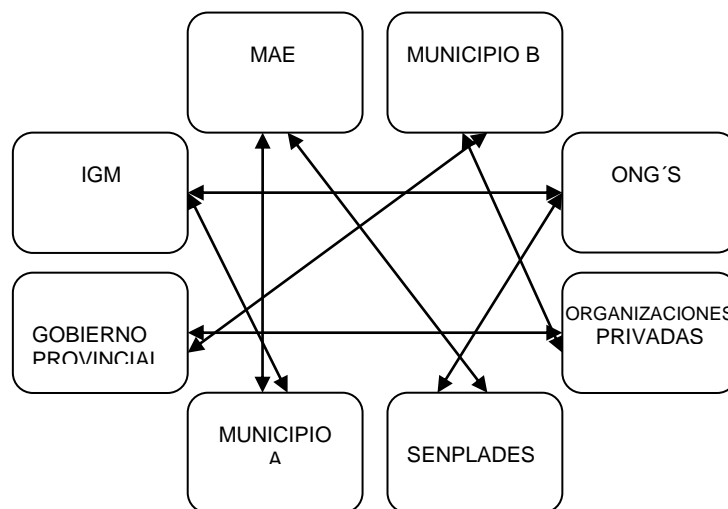 MAE
MUNICIPIO B
IGM
ONG´S
GOBIERNO
PROVINCIAL
ORGANIZACIONES
PRIVADAS
MUNICIPIO
A
SENPLADES